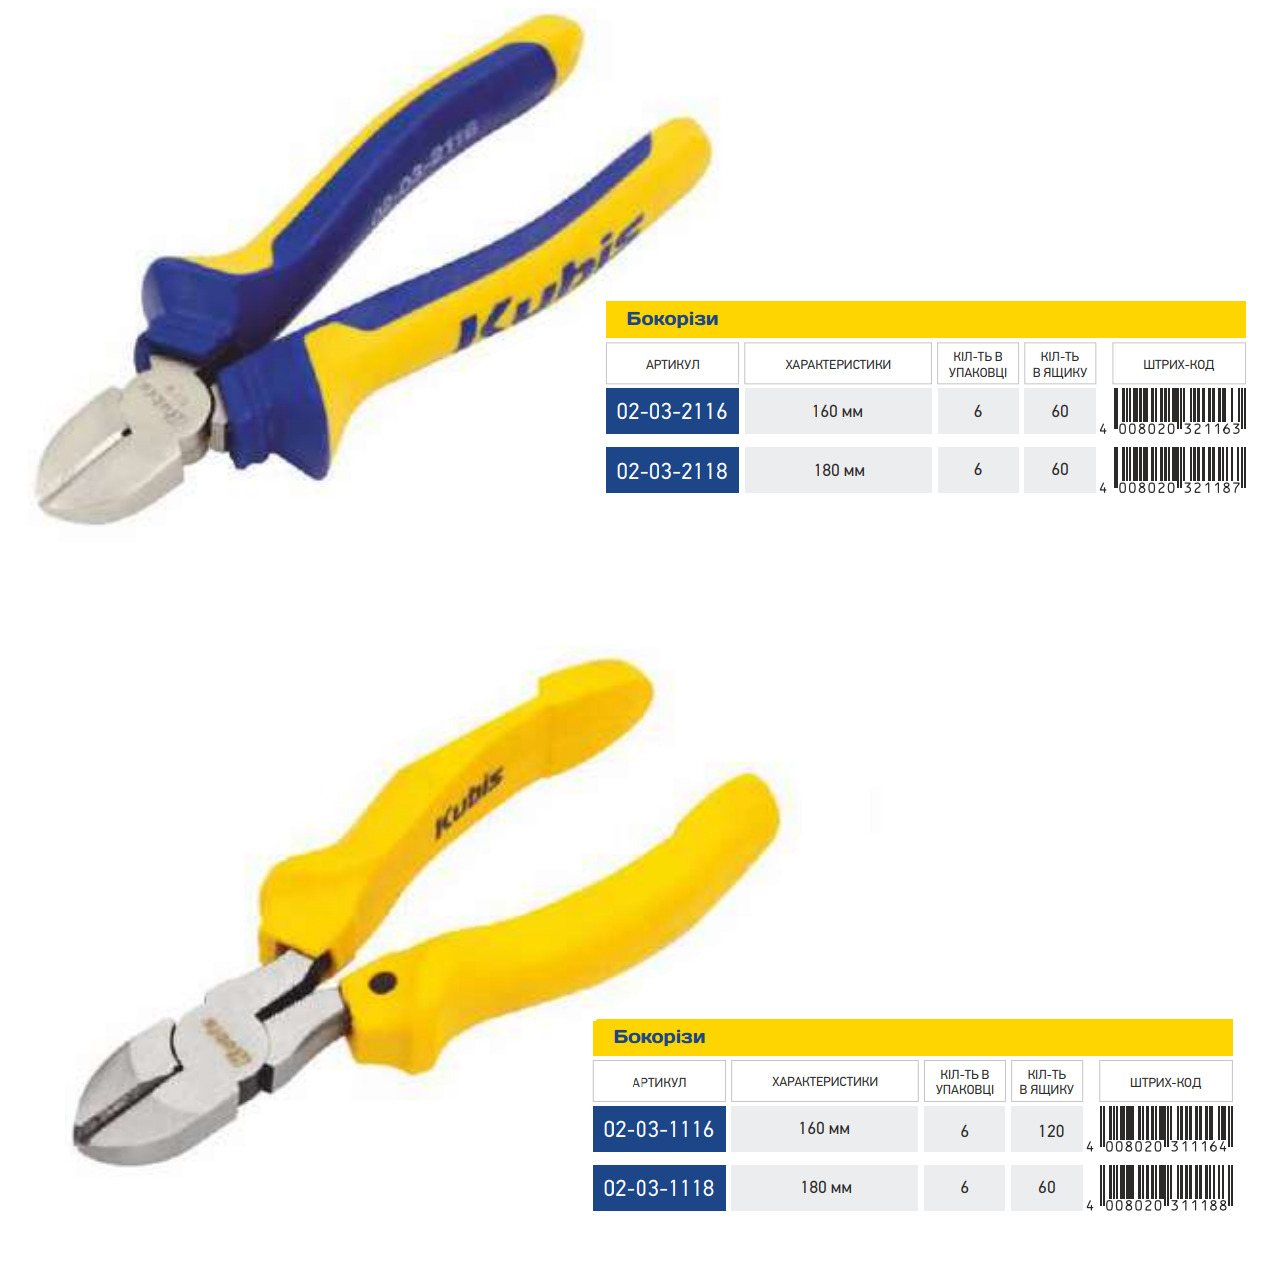 02-03-2116
Kubis
Бокорізи
АРТИКУЛ ХАРАКТЕРИСТИКИ КІЛ-ТЬ В УПАКОВЦІ КІЛ-ТЬ В ЯЩИКУ ШТРИХ-КОД
02-03-2116 160 мм 6 60 4 008020 321163
02-03-2118 180 мм 6 60 4 008020 321187
Kubis
Бокорізи
АРТИКУЛ ХАРАКТЕРИСТИКИ КІЛ-ТЬ В УПАКОВЦІ КІЛ-ТЬ В ЯЩИКУ ШТРИХ-КОД
02-03-1116 160 мм 6 120 4 008020 311164
02-03-1118 180 мм 6 60 4 008020 311188